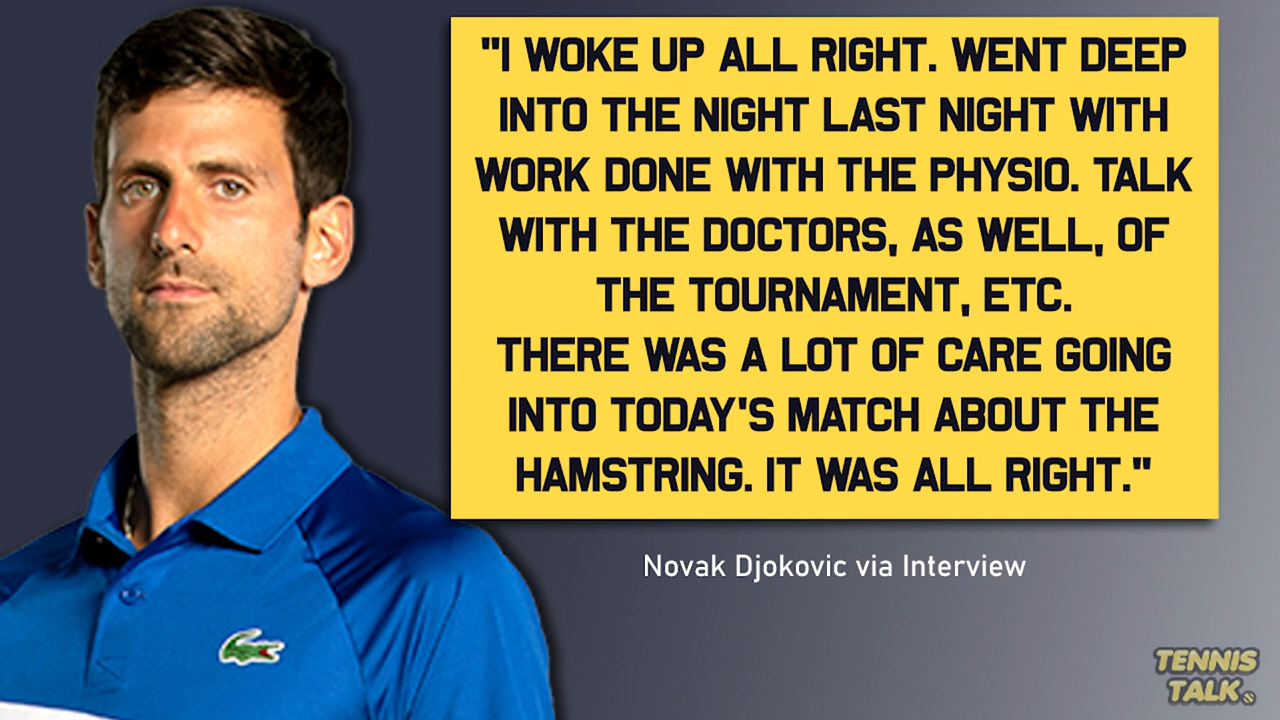 "I WOKE UP ALL RIGHT. WENT DEEP
INTO THE NIGHT LAST NIGHT WITH
WORK DONE WITH THE PHYSIO. TALK
WITH THE DOCTORS, AS WELL, OF
THE TOURNAMENT, ETC.
THERE WAS A LOT OF CARE GOING
INTO TODAY'S MATCH ABOUT THE
HAMSTRING. IT WAS ALL RIGHT."
Novak Djokovic via Interview
TENNIS
TALK